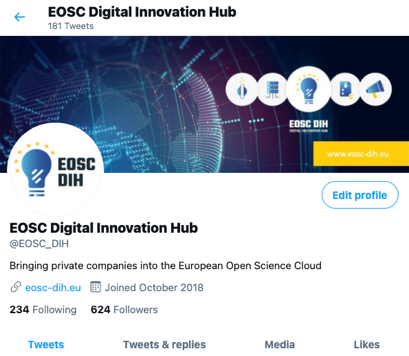 EOSC Digital Innovation Hub
181 Tweets
EOSC DIH
DIGITAL INNOVATION HUB
www.eosc-dih.eu
EOSC
DIH
Edit profile
EOSC Digital Innovation Hub
@EOSC_DIH
Bringing private companies into the European Open Science Cloud
eosc-dih.eu Joined October 2018
234 Following 624 Followers
Tweets Tweets & replies Media Likes